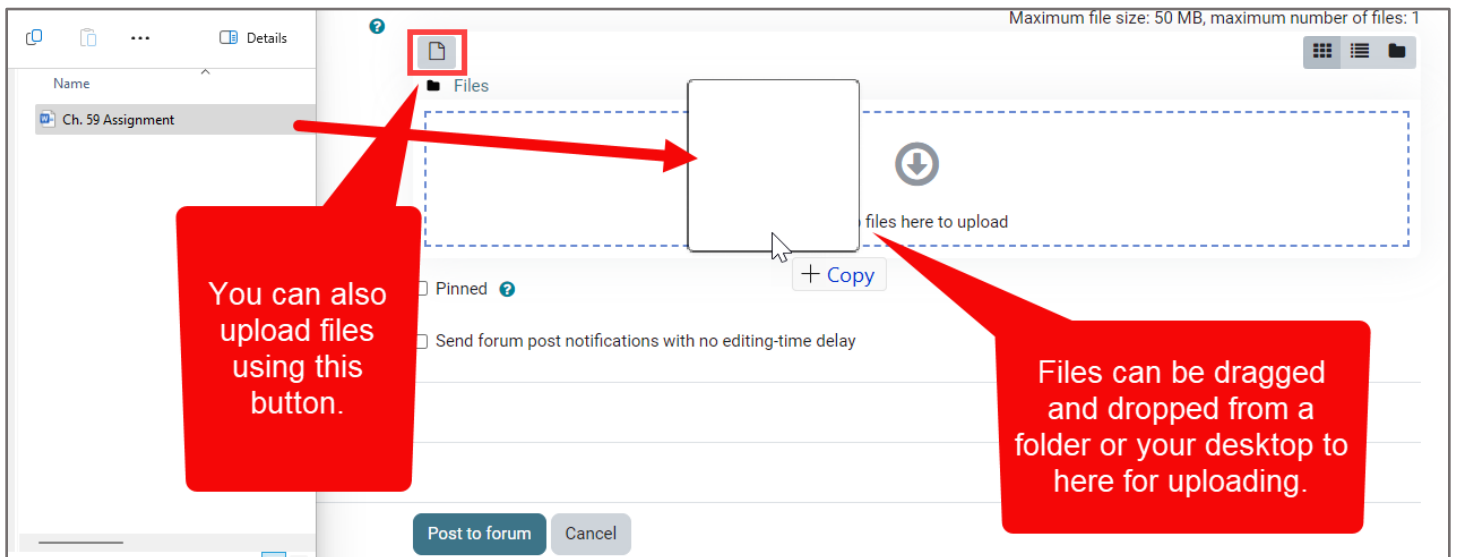 Maximum file size: 50 MB, maximum number of files: 1
Details
Name
Files
Ch. 59 Assignment
files here to upload
+ Copy
You can also
upload files
using this
button.
Pinned
Send forum post notifications with no editing-time delay
Files can be dragged
and dropped from a
folder or your desktop to
here for uploading.
Post to forum
Cancel